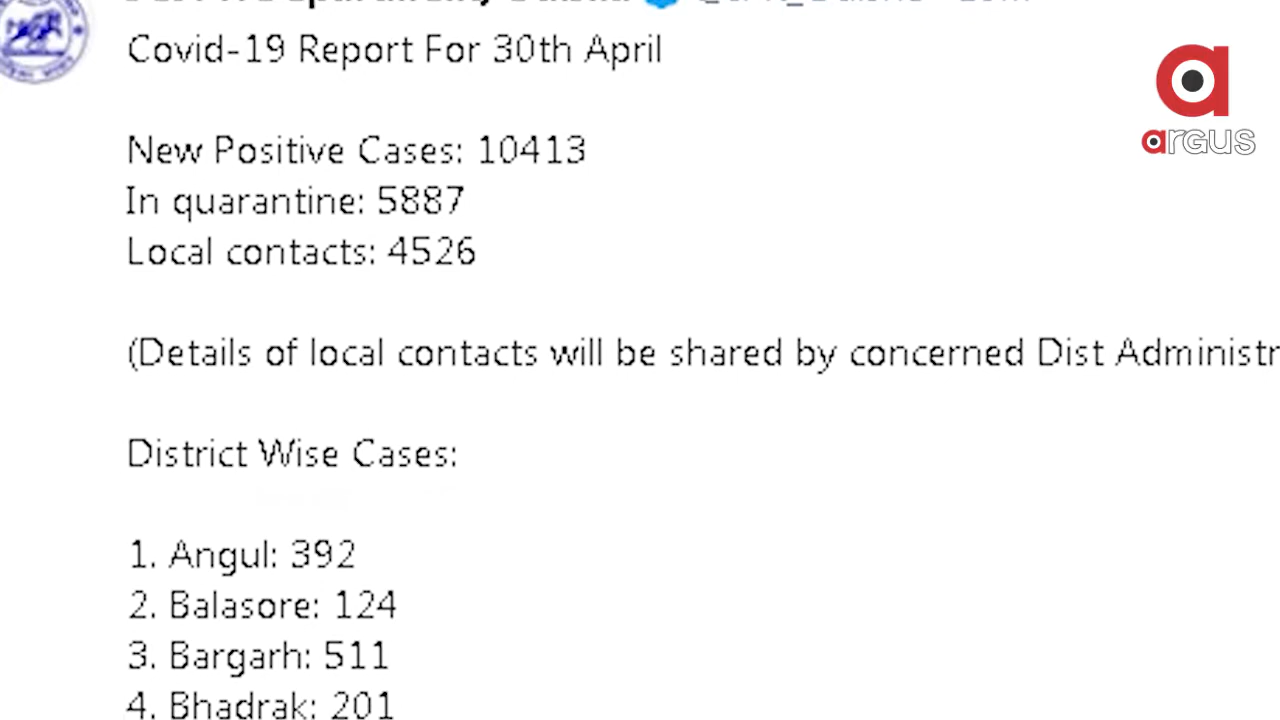 Covid-19 Report For 30th April
New Positive Cases: 10413
In quarantine: 5887
Local contacts: 4526
(Details of local contacts will be shared by concerned Dist Administr
District Wise Cases:
1. Angul: 392
2. Balasore: 124
3. Bargarh: 511
4. Bhadrak: 201
argus